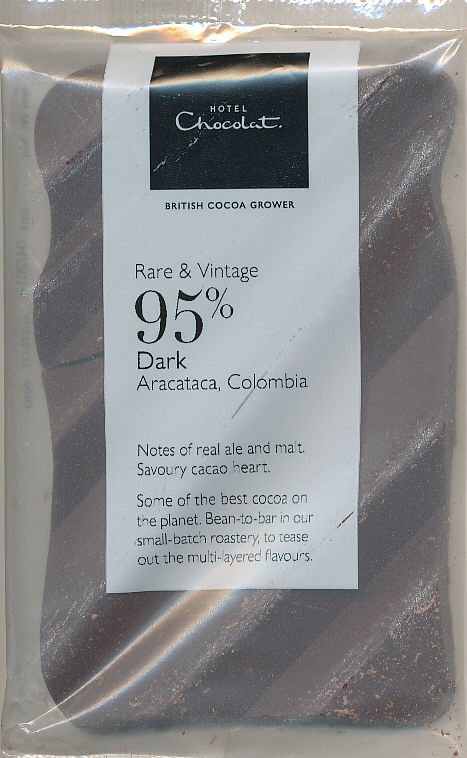 HOTEL
Chocolat.
BRITISH COCOA GROWER
Rare & Vintage
95%
Dark
Aracataca, Colombia
Notes of real ale and malt.
Savoury cacao heart.
Some of the best cocoa on
the planet. Bean-to-bar in our
small-batch roastery, to tease
out the multi-layered flavours.